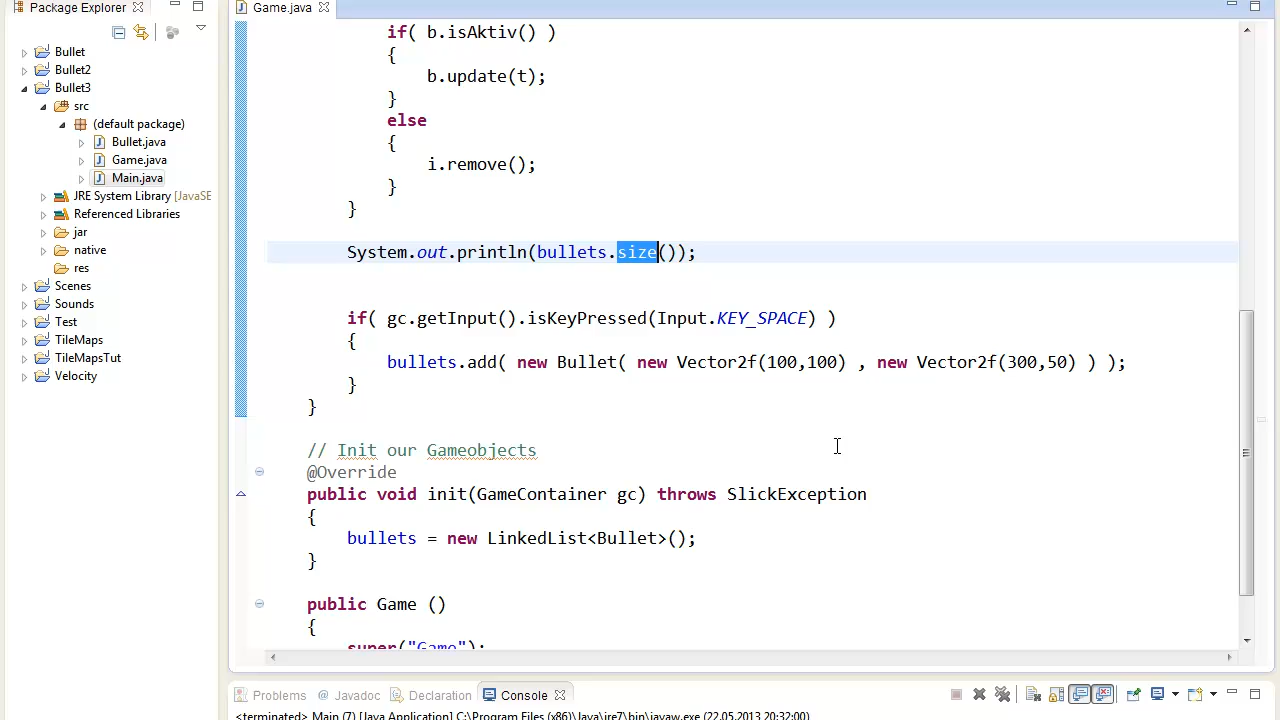 Package Explorer
Game.java
Bullet
Bullet2
Bullet3
src
(default package)
Bullet.java
Game.java
Main.java
JRE System Library [JavaSE
Referenced Libraries
jar
native
res
Scenes
Sounds
Test
TileMaps
TileMapsTut
Velocity
if( b.isAktiv() )
{
b.update(t);
}
else
{
i.remove();
}
}
System.out.println(bullets.size());
if( gc.getInput().isKeyPressed(Input.KEY_SPACE) )
{
bullets.add( new Bullet( new Vector2f(100,100) , new Vector2f(300,50) ) );
}
}
// Init our Gameobjects
@Override
public void init(GameContainer gc) throws SlickException
{
bullets = new LinkedList<Bullet>();
}
public Game ()
{
super("Game");
Problems @ Javadoc Declaration Console
<terminated> Main (7) [Java Application] C:\Program Files (x86)\Java\jre7\bin\javaw.exe (22.05.2013 20:32:00)